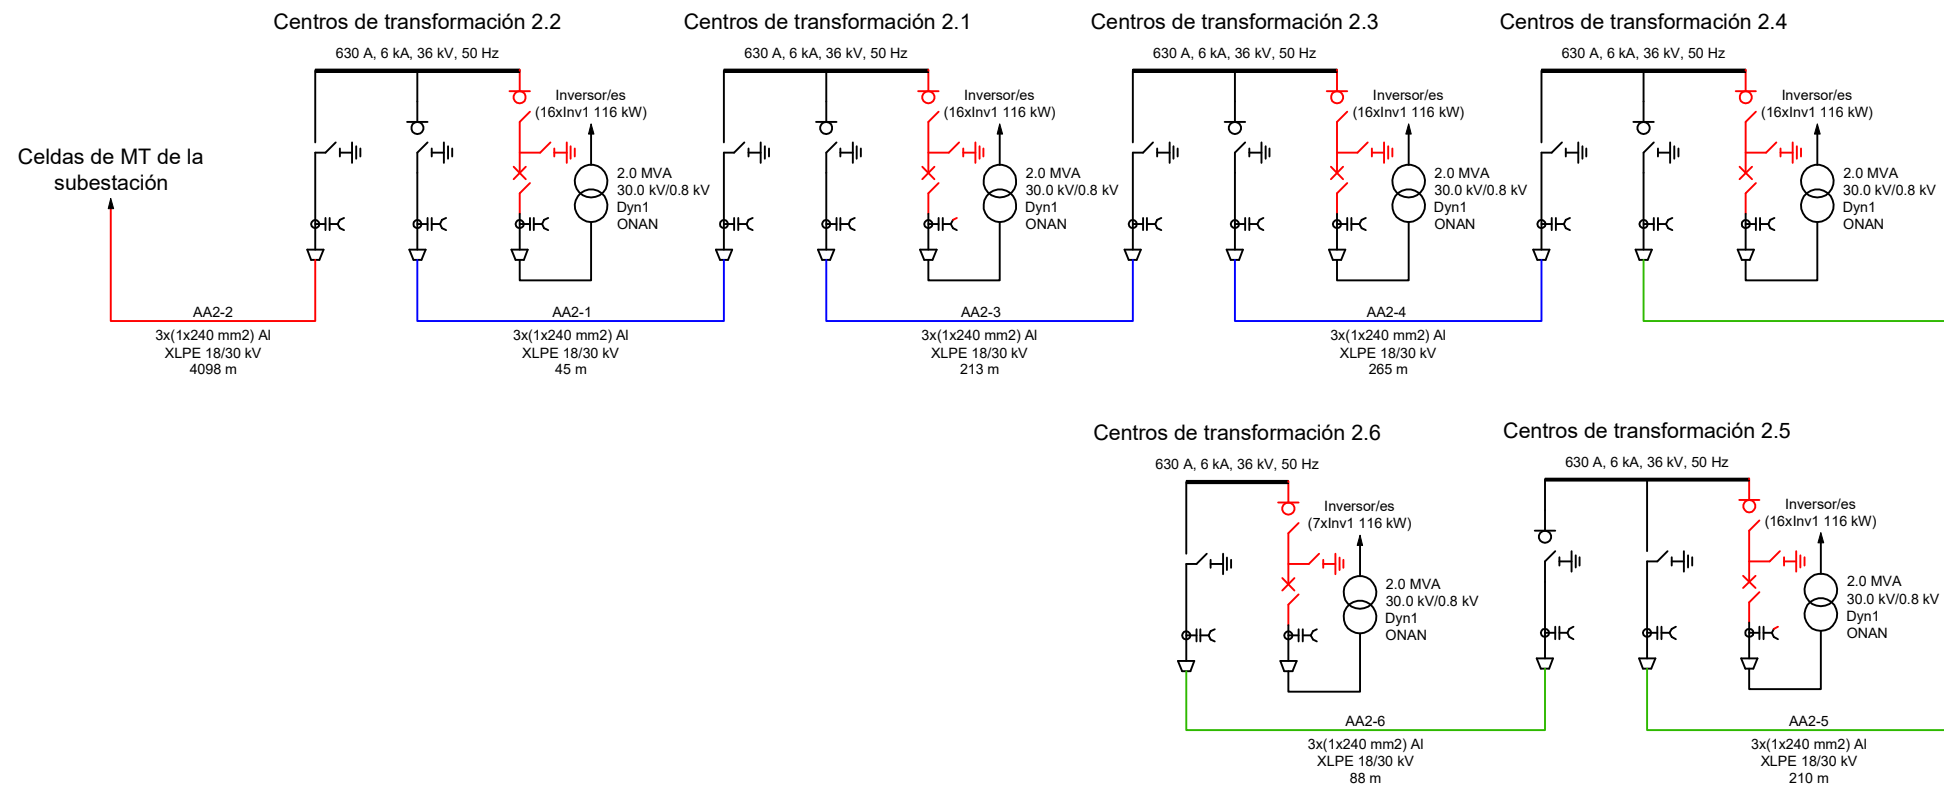 Centros de transformación 2.2
630 A, 6 kA, 36 kV, 50 Hz
Inversor/es
(16xInv1 116 kW)
2.0 MVA
30.0 kV/0.8 kV
Dyn1
ONAN
Centros de transformación 2.1
630 A, 6 kA, 36 kV, 50 Hz
Inversor/es
(16xInv1 116 kW)
2.0 MVA
30.0 kV/0.8 kV
Dyn1
ONAN
Centros de transformación 2.3
630 A, 6 kA, 36 kV, 50 Hz
Inversor/es
(16xInv1 116 kW)
2.0 MVA
30.0 kV/0.8 kV
Dyn1
ONAN
Centros de transformación 2.4
630 A, 6 kA, 36 kV, 50 Hz
Inversor/es
(16xInv1 116 kW)
2.0 MVA
30.0 kV/0.8 kV
Dyn1
ONAN
Celdas de MT de la
subestación
AA2-2
3x(1x240 mm2) Al
XLPE 18/30 kV
4098 m
AA2-1
3x(1x240 mm2) Al
XLPE 18/30 kV
45 m
AA2-3
3x(1x240 mm2) Al
XLPE 18/30 kV
213 m
AA2-4
3x(1x240 mm2) Al
XLPE 18/30 kV
265 m
Centros de transformación 2.6
630 A, 6 kA, 36 kV, 50 Hz
Inversor/es
(7xInv1 116 kW)
2.0 MVA
30.0 kV/0.8 kV
Dyn1
ONAN
Centros de transformación 2.5
630 A, 6 kA, 36 kV, 50 Hz
Inversor/es
(16xInv1 116 kW)
2.0 MVA
30.0 kV/0.8 kV
Dyn1
ONAN
AA2-6
3x(1x240 mm2) Al
XLPE 18/30 kV
88 m
AA2-5
3x(1x240 mm2) Al
XLPE 18/30 kV
210 m